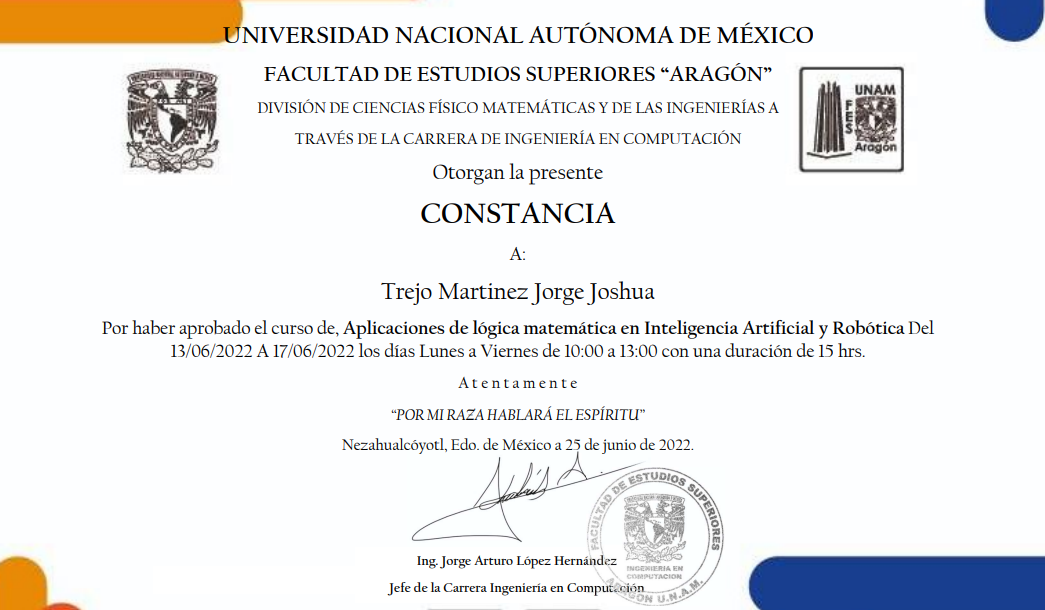 UNIVERSIDAD NACIONAL AUTÓNOMA DE MÉXICO
FACULTAD DE ESTUDIOS SUPERIORES “ARAGÓN”
DIVISIÓN DE CIENCIAS FÍSICO MATEMÁTICAS Y DE LAS INGENIERÍAS A
TRAVÉS DE LA CARRERA DE INGENIERÍA EN COMPUTACIÓN
UNAM
FES
Aragón
Otorgan la presente
CONSTANCIA
A:
Trejo Martinez Jorge Joshua
Por haber aprobado el curso de, Aplicaciones de lógica matemática en Inteligencia Artificial y Robótica Del
13/06/2022 A 17/06/2022 los días Lunes a Viernes de 10:00 a 13:00 con una duración de 15 hrs.
Atentamente
“POR MI RAZA HABLARÁ EL ESPÍRITU”
Nezahualcóyotl, Edo. de México a 25 de junio de 2022.
FACULTAD DE ESTUDIOS SUPERIORES
INGENIERIA EN
COMPUTACION
ARAGON U.N.A.M.
Ing. Jorge Arturo López Hernández
Jefe de la Carrera Ingeniería en Computación